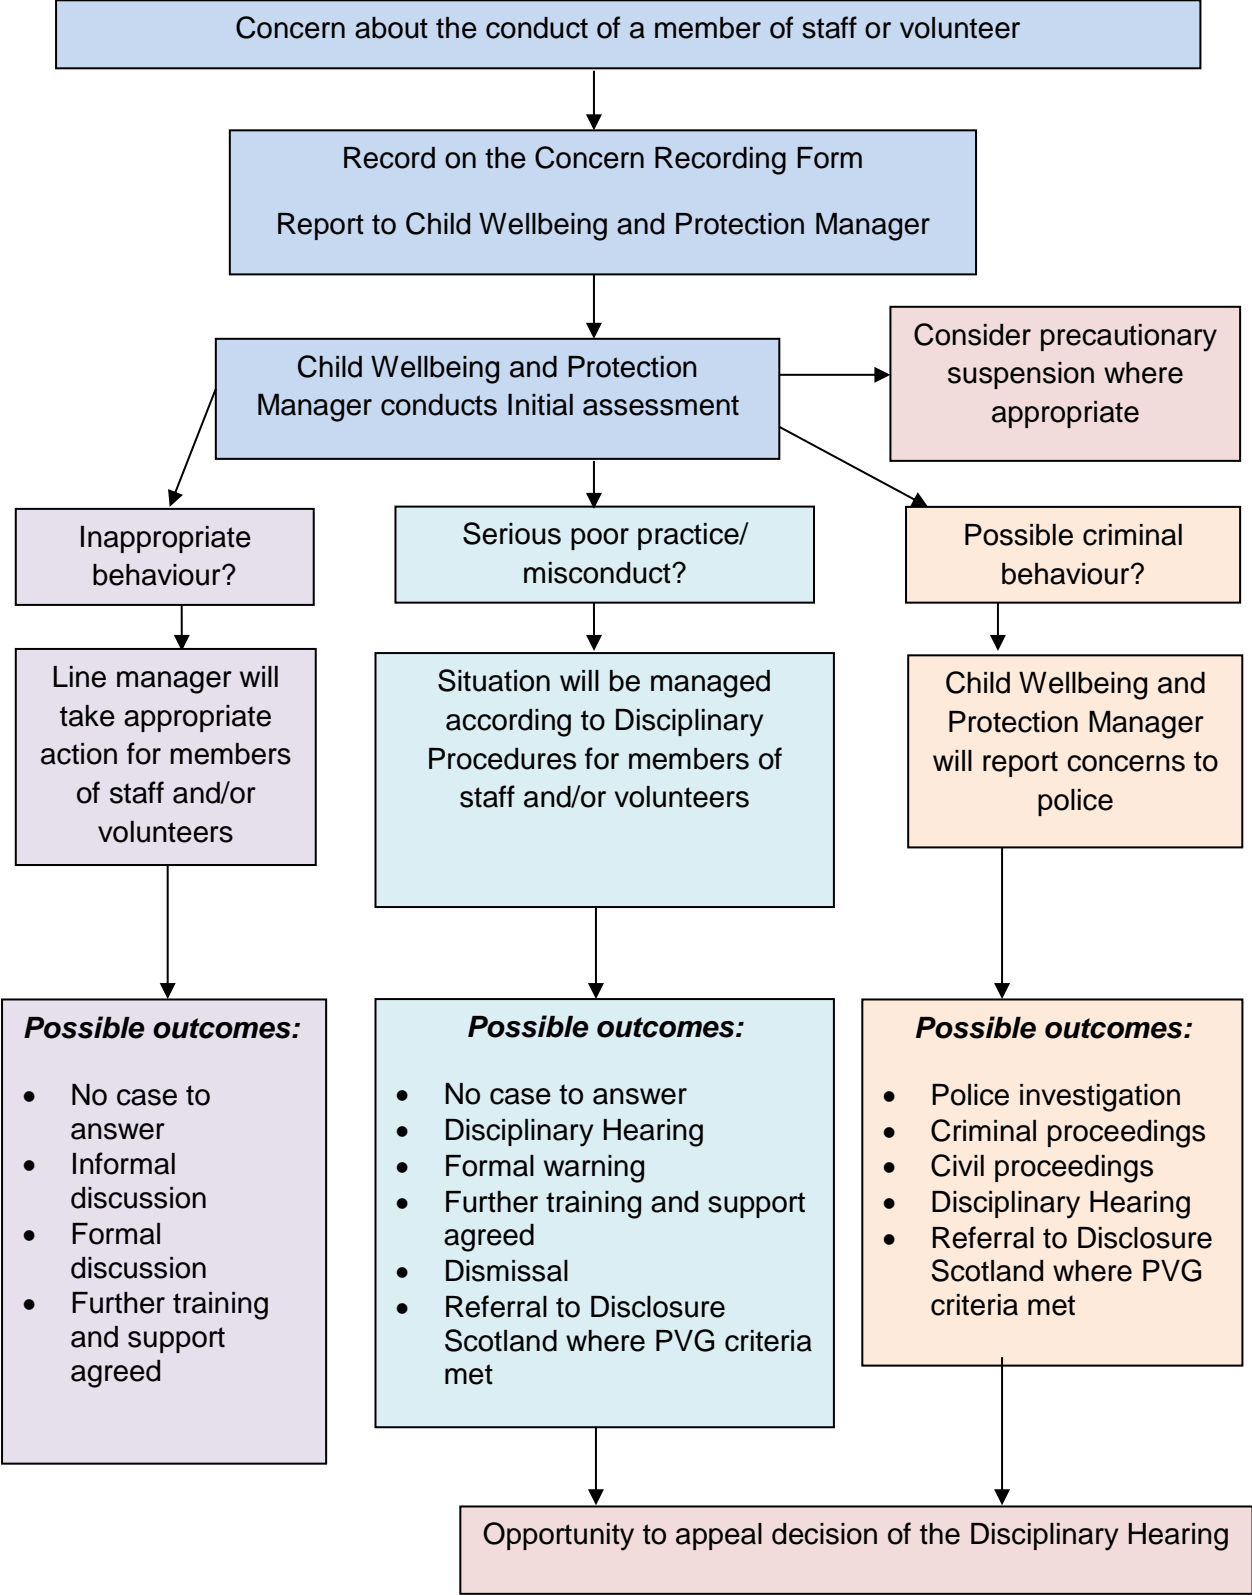 Concern about the conduct of a member of staff or volunteer
Record on the Concern Recording Form
Report to Child Wellbeing and Protection Manager
Consider precautionary
suspension where
appropriate
Child Wellbeing and Protection
Manager conducts Initial assessment
Inappropriate
behaviour?
Serious poor practice/
misconduct?
Possible criminal
behaviour?
Line manager will
take appropriate
action for members
of staff and/or
volunteers
Situation will be managed
according to Disciplinary
Procedures for members of
staff and/or volunteers
Child Wellbeing and
Protection Manager
will report concerns to
police
Possible outcomes:
• No case to
answer
• Informal
discussion
• Formal
discussion
• Further training
and support
agreed
Possible outcomes:
• No case to answer
• Disciplinary Hearing
• Formal warning
• Further training and support
agreed
• Dismissal
• Referral to Disclosure
Scotland where PVG criteria
met
Possible outcomes:
• Police investigation
• Criminal proceedings
• Civil proceedings
• Disciplinary Hearing
• Referral to Disclosure
Scotland where PVG
criteria met
Opportunity to appeal decision of the Disciplinary Hearing